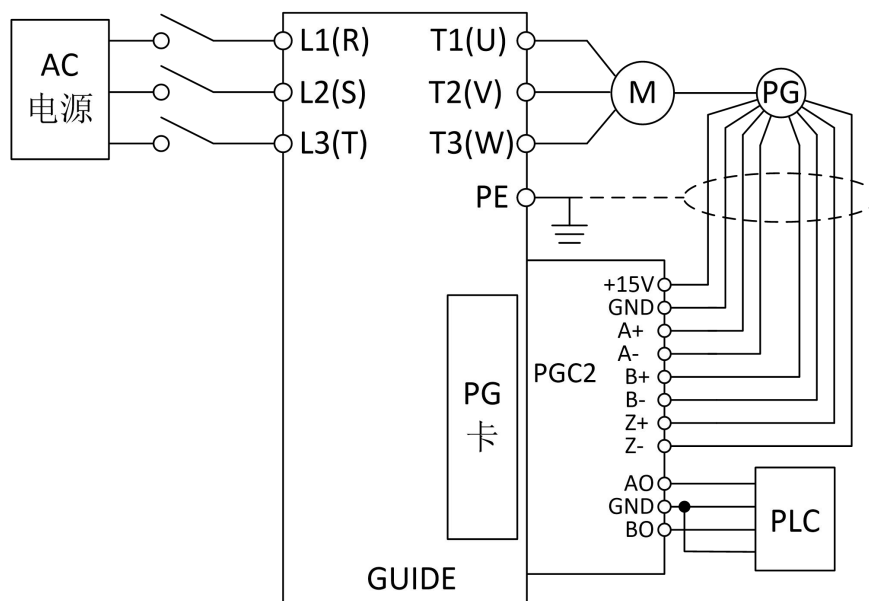 AC
电源
L1(R)
L2(S)
L3(T)
T1(U)
T2(V)
T3(W)
PE
M
PG
PG
卡
PGC2
+15V
GND
A+
A-
B+
B-
Z+
Z-
AO
GND
BO
PLC
GUIDE